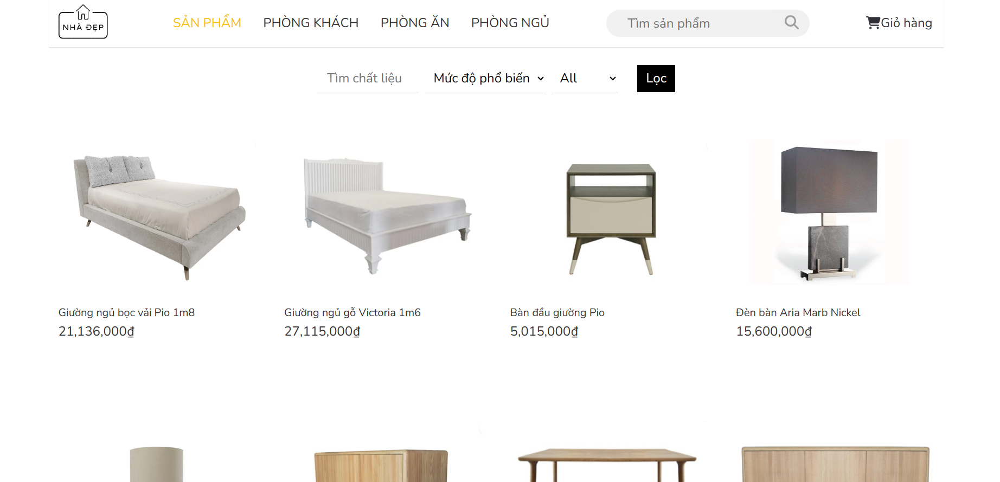 NHÀ ĐẸP
SẢN PHẨM
PHÒNG KHÁCH
PHÒNG ĂN
PHÒNG NGỦ
Tìm sản phẩm
Giỏ hàng
Tìm chất liệu
Mức độ phổ biến
All
Lọc
Giường ngủ bọc vải Pio 1m8
21,136,000₫
Giường ngủ gỗ Victoria 1m6
27,115,000₫
Bàn đầu giường Pio
5,015,000₫
Đèn bàn Aria Marb Nickel
15,600,000₫